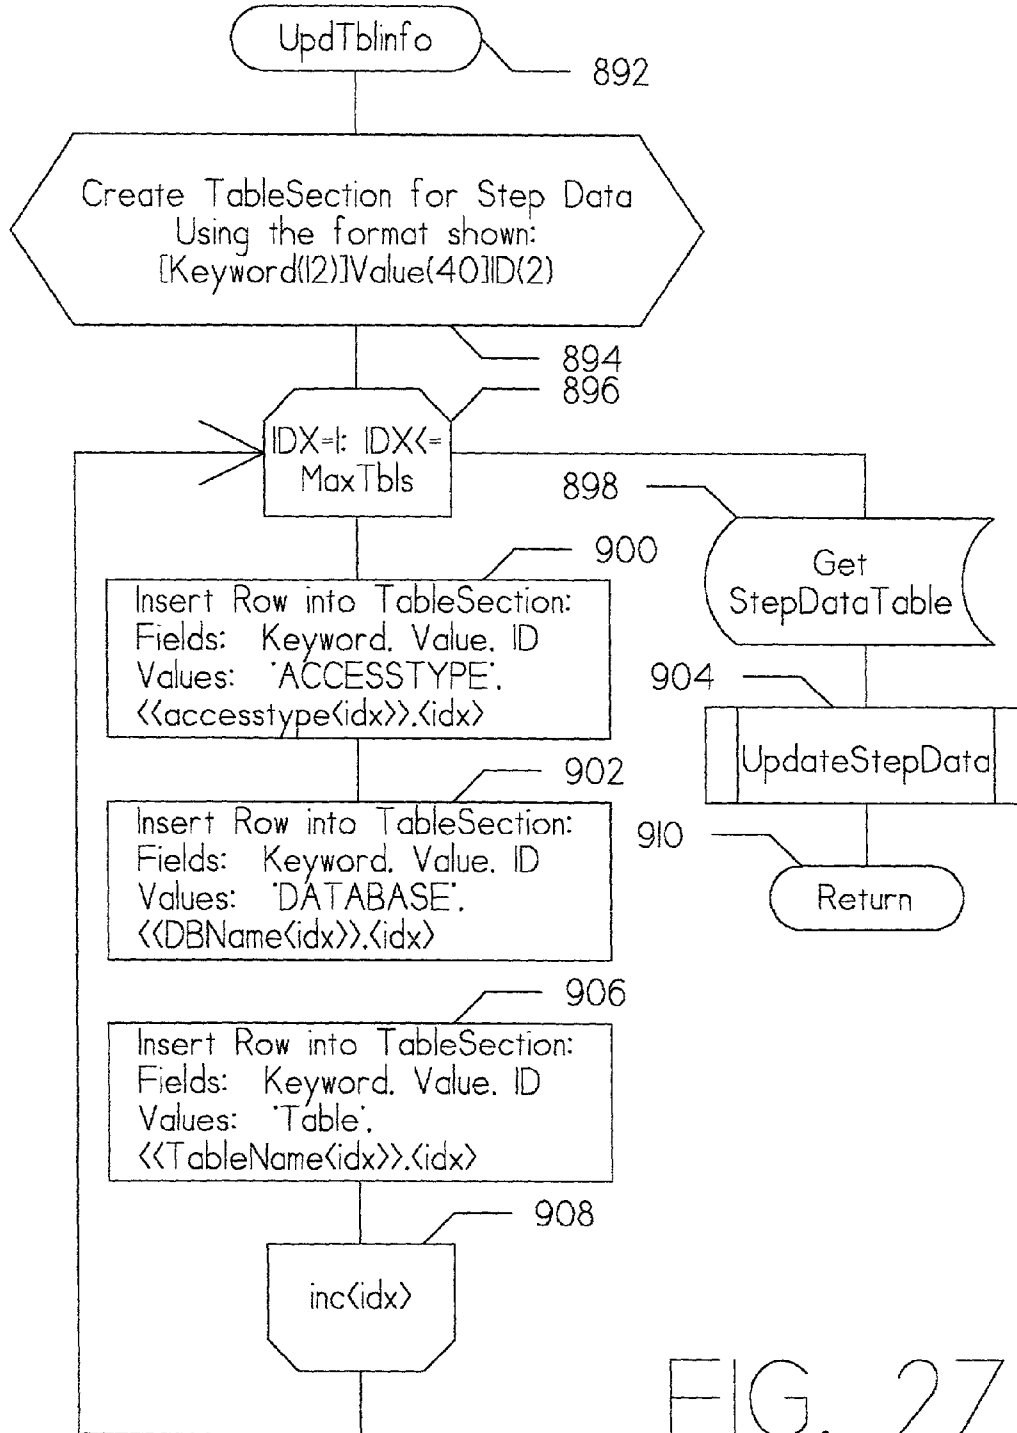 UpdTblinfo
892
Create TableSection for Step Data
Using the format shown:
[Keyword(12)]Value(40]ID(2)
894
896
IDX=1: IDX<=
MaxTbls
898
Get
StepDataTable
900
Insert Row into TableSection:
Fields: Keyword. Value. ID
Values: 'ACCESSTYPE'.
<<accesstype<idx>>.<idx>
904
UpdateStepData
902
Insert Row into TableSection:
Fields: Keyword. Value. ID
Values: 'DATABASE'.
<<DBName<idx>>.<idx>
910
Return
906
Insert Row into TableSection:
Fields: Keyword. Value. ID
Values: 'Table'.
<<TableName<idx>>.<idx>
908
inc<idx>
FIG. 27